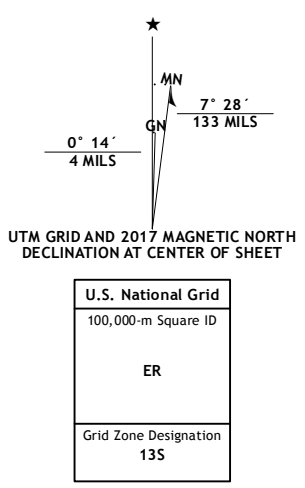 ★
MN
GN
7° 28´
133 MILS
0° 14´
4 MILS
UTM GRID AND 2017 MAGNETIC NORTH
DECLINATION AT CENTER OF SHEET
U.S. National Grid
100,000-m Square ID
ER
Grid Zone Designation
13S